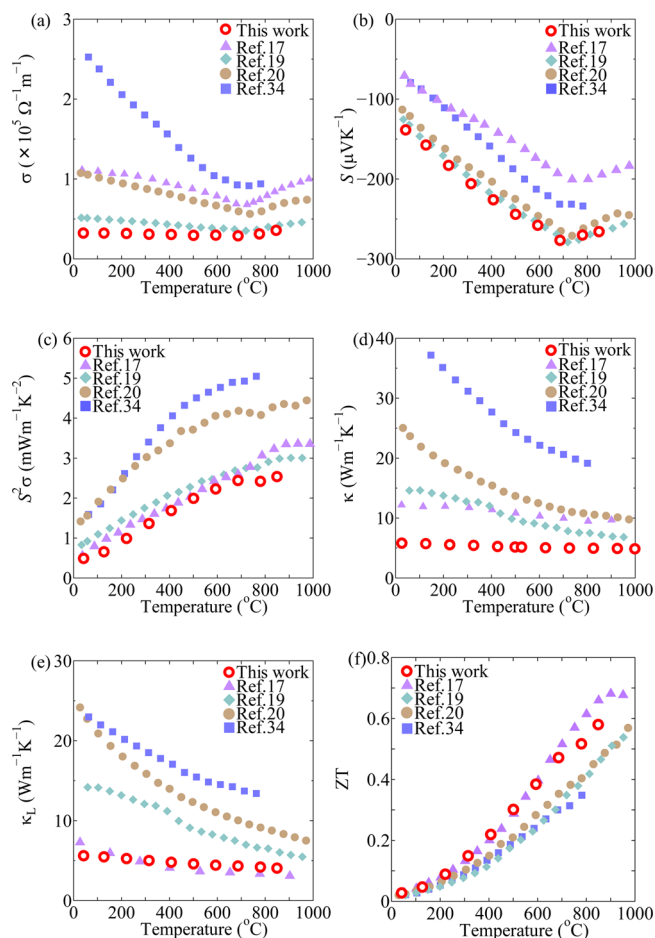 (a)
3
2
1
0
σ (×10⁵ Ω⁻¹m⁻¹)
0 200 400 600 800 1000
Temperature (°C)
This work
Ref.17
Ref.19
Ref.20
Ref.34
(b)
0
−100
−200
−300
S (μVK⁻¹)
0 200 400 600 800 1000
Temperature (°C)
This work
Ref.17
Ref.19
Ref.20
Ref.34
(c)
6
5
4
3
2
1
0
S²σ (mWm⁻¹K⁻²)
0 200 400 600 800 1000
Temperature (°C)
This work
Ref.17
Ref.19
Ref.20
Ref.34
(d)
40
30
20
10
0
κ (Wm⁻¹K¹)
0 200 400 600 800 1000
Temperature (°C)
This work
Ref.17
Ref.19
Ref.20
Ref.34
(e)
30
20
10
0
κL (Wm⁻¹K¹)
0 200 400 600 800 1000
Temperature (°C)
This work
Ref.17
Ref.19
Ref.20
Ref.34
(f)
0.8
0.6
0.4
0.2
0
ZT
0 200 400 600 800 1000
Temperature (°C)
This work
Ref.17
Ref.19
Ref.20
Ref.34